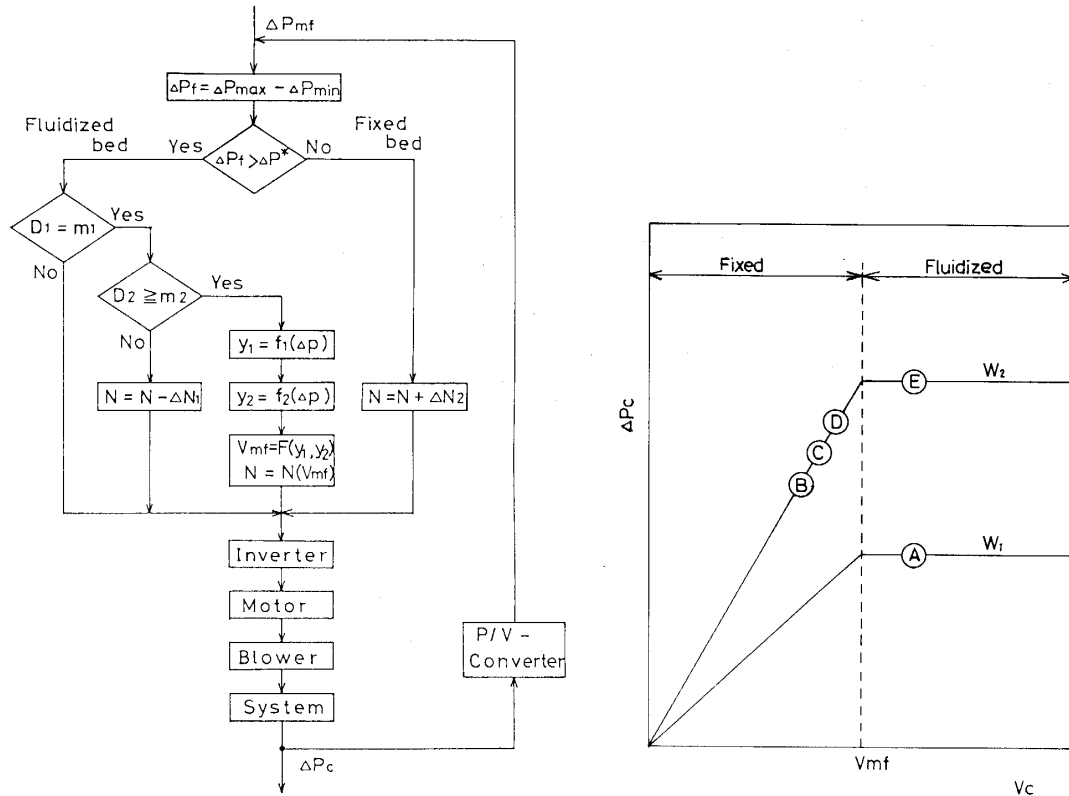 ΔPmf
ΔPf = ΔPmax − ΔPmin
Fluidized bed
Yes
ΔPf > ΔP*
No
Fixed bed
D1 = m1
Yes
No
D2 ≧ m2
Yes
No
y1 = f1(Δp)
N = N − ΔN1
y2 = f2(Δp)
N = N + ΔN2
Vmf = F(y1, y2)
N = N(Vmf)
Inverter
Motor
Blower
System
P/V −
Converter
ΔPc
Fixed
Fluidized
W2
E
D
C
B
W1
A
ΔPc
Vmf
Vc